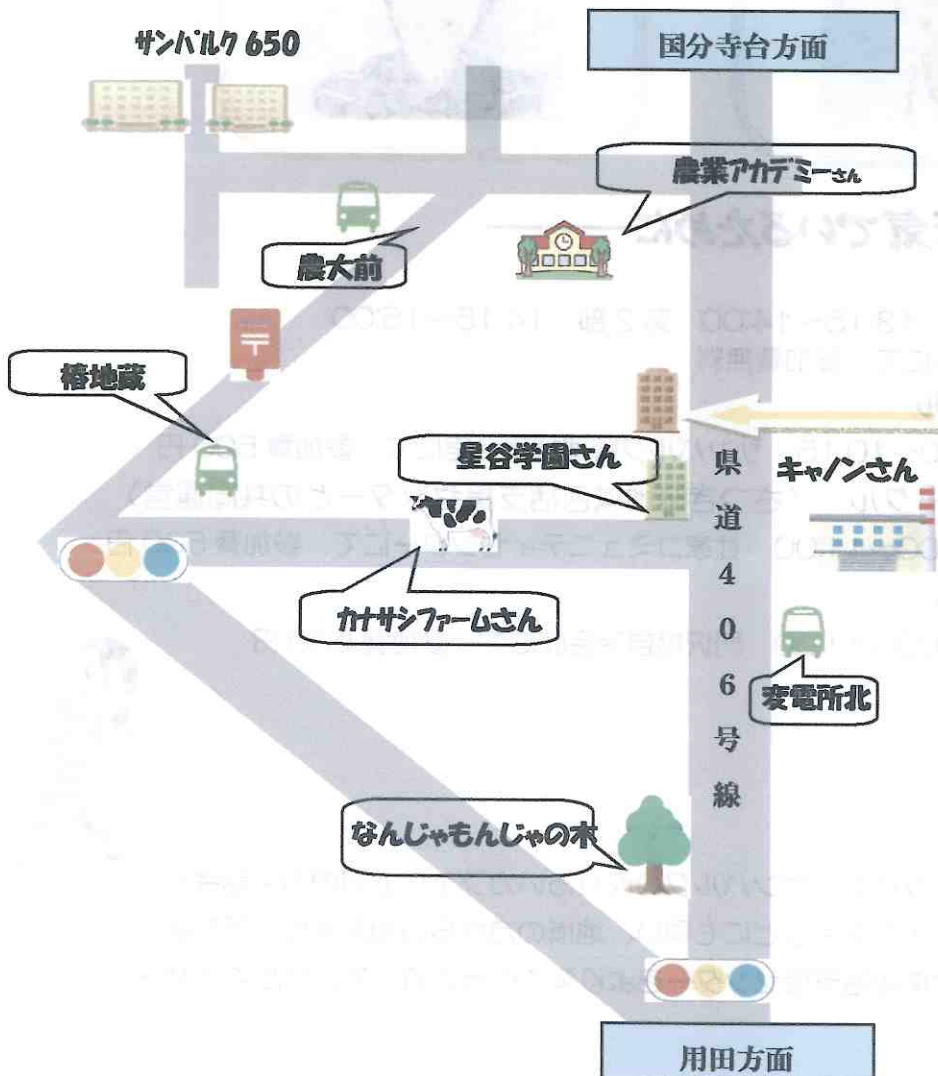 サンパルク 650
国分寺台方面
農業アカデミーさん
農大前
〒
椿地蔵
星谷学園さん
キャノンさん
カナサシファームさん
県道406号線
変電所北
なんじゃもんじゃの木
用田方面